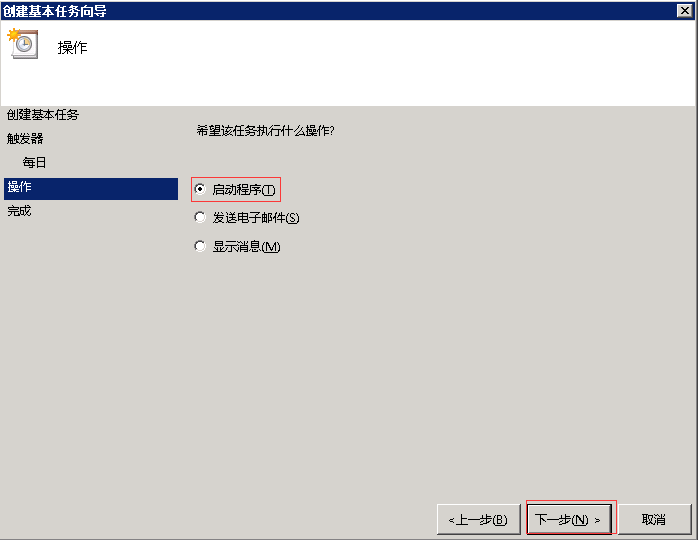 创建基本任务向导
操作
创建基本任务
触发器
每日
操作
完成
希望该任务执行什么操作?
启动程序(T)
发送电子邮件(S)
显示消息(M)
<上一步(B)
下一步(N) >
取消